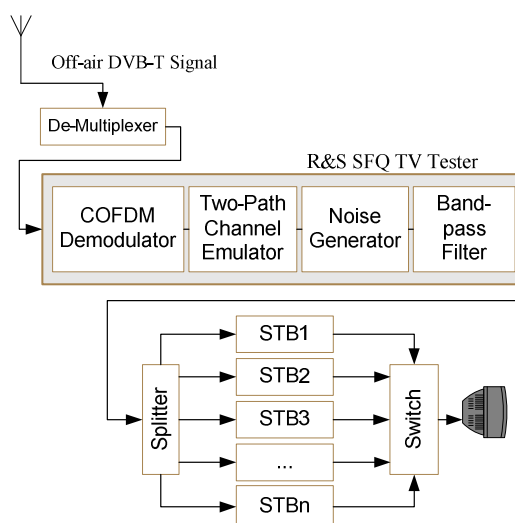 Off-air DVB-T Signal
De-Multiplexer
R&S SFQ TV Tester
COFDM
Demodulator
Two-Path
Channel
Emulator
Noise
Generator
Band-
pass
Filter
Splitter
STB1
STB2
STB3
...
STBn
Switch